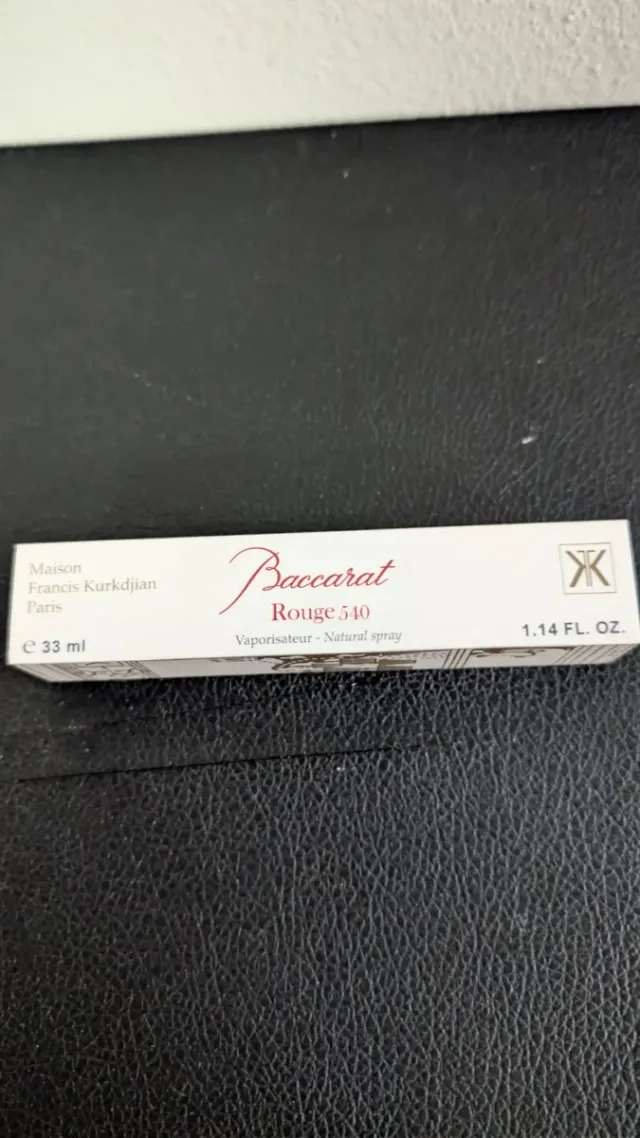 Maison
Francis Kurkdjian
Paris
℮ 33 ml
Baccarat
Rouge 540
Vaporisateur - Natural spray
1.14 FL. OZ.